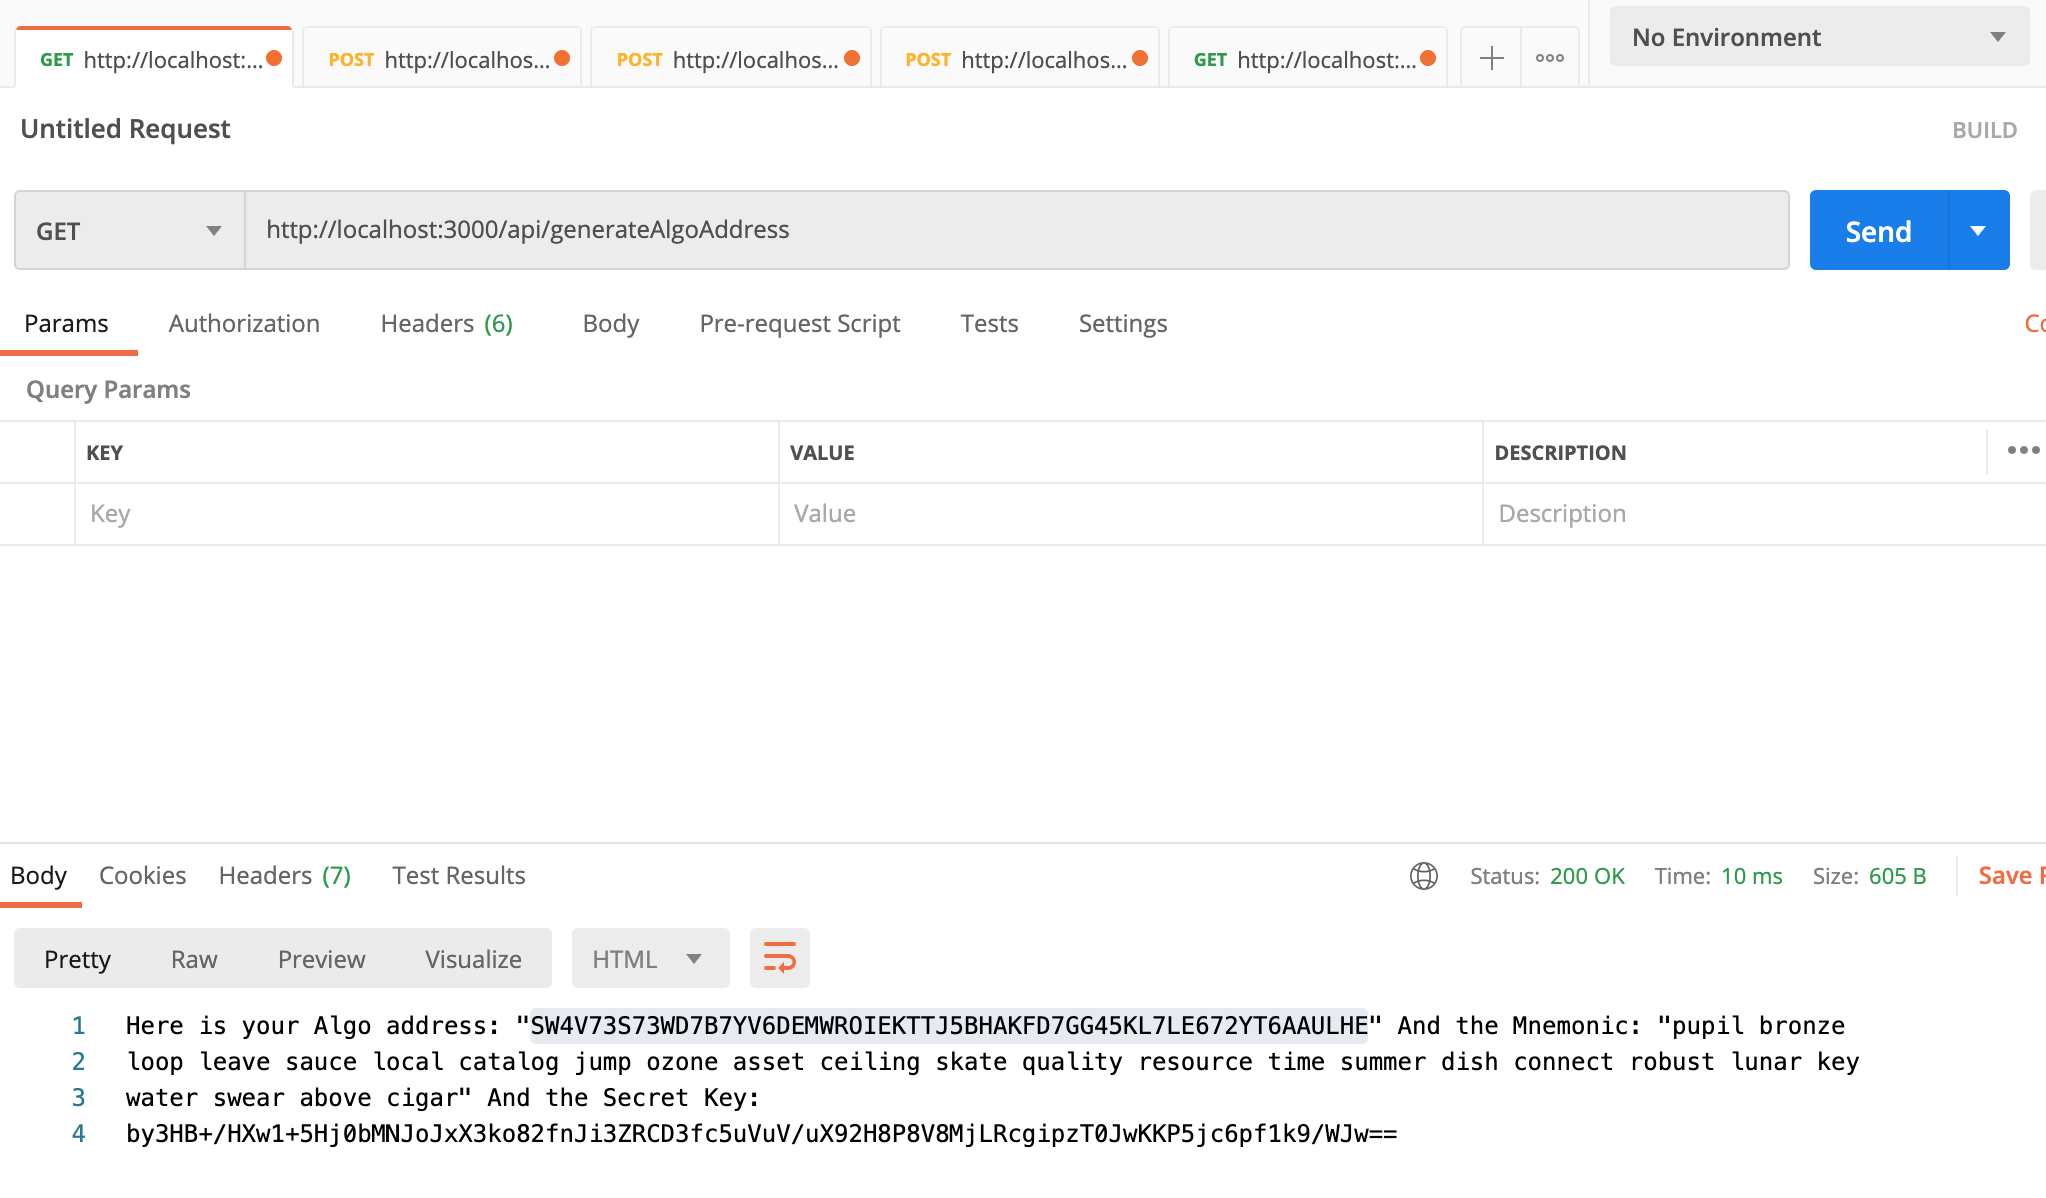 GET http://localhost:... POST http://localhos... POST http://localhos... POST http://localhos... GET http://localhost:... No Environment
Untitled Request BUILD
GET http://localhost:3000/api/generateAlgoAddress Send
Params Authorization Headers (6) Body Pre-request Script Tests Settings
Query Params
KEY VALUE DESCRIPTION
Key Value Description
Body Cookies Headers (7) Test Results Status: 200 OK Time: 10 ms Size: 605 B Save
Pretty Raw Preview Visualize HTML
1 Here is your Algo address: "SW4V73S73WD7B7YV6DEMWROIEKTTJ5BHAKFD7GG45KL7LE672YT6AAULHE" And the Mnemonic: "pupil bronze
2 loop leave sauce local catalog jump ozone asset ceiling skate quality resource time summer dish connect robust lunar key
3 water swear above cigar" And the Secret Key:
4 by3HB+/HXw1+5Hj0bMNJoJxX3ko82fnJi3ZRCD3fc5uVuV/uX92H8P8V8MjLRcgipzT0JwKKP5jc6pf1k9/WJw==